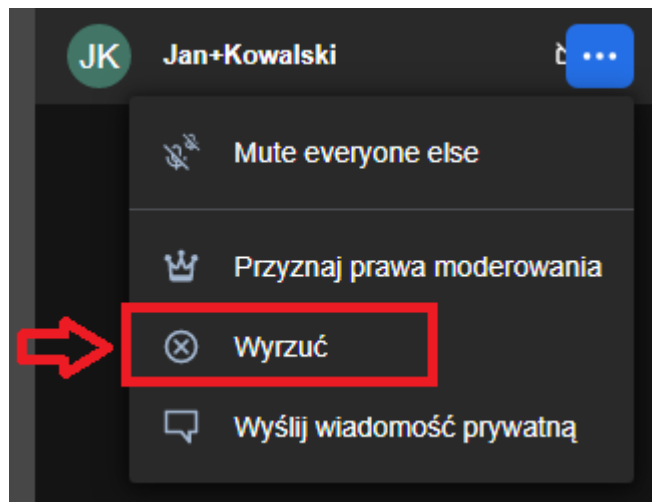 JK Jan+Kowalski
Mute everyone else
Przyznaj prawa moderowania
Wyrzuć
Wyślij wiadomość prywatną